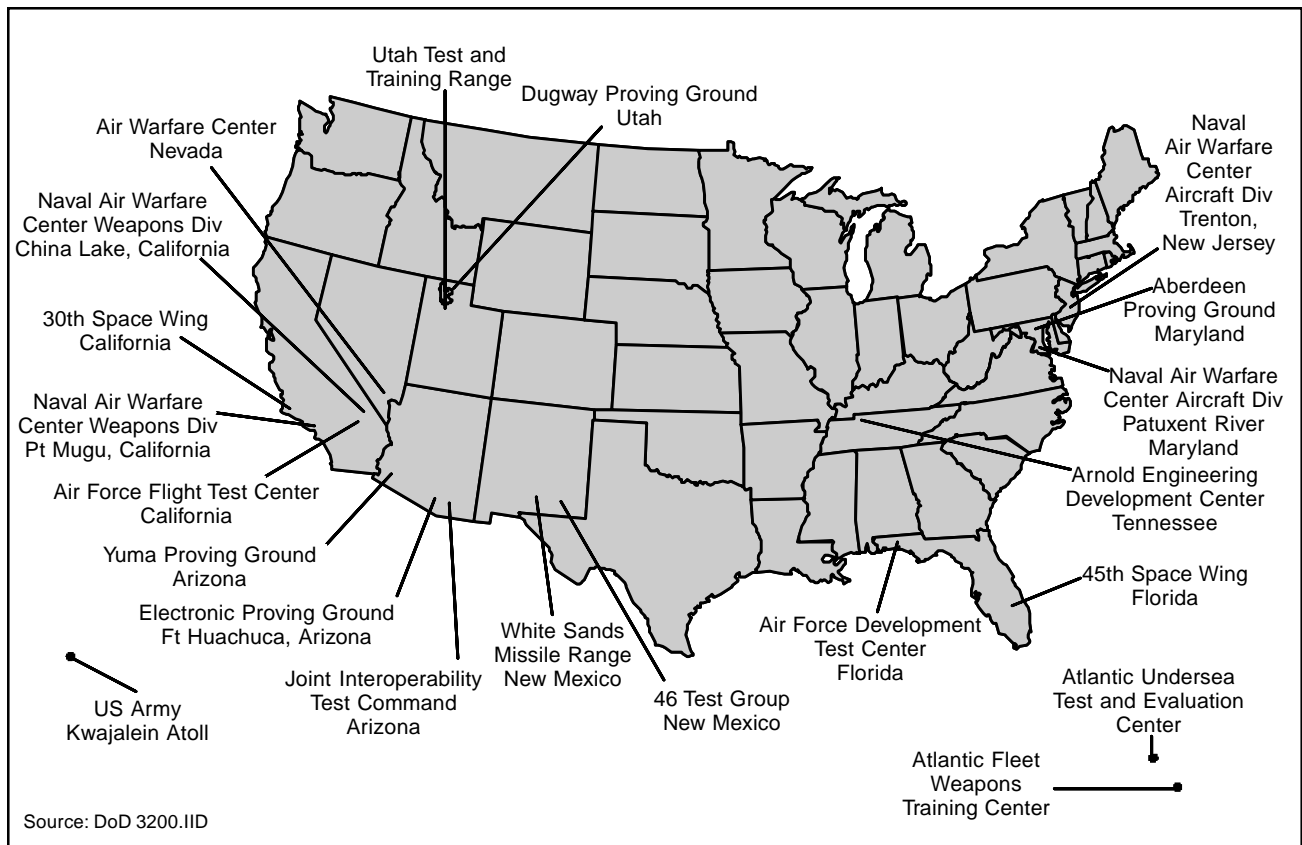 Utah Test and
Training Range
Dugway Proving Ground
Utah
Air Warfare Center
Nevada
Naval Air Warfare
Center Weapons Div
China Lake, California
30th Space Wing
California
Naval Air Warfare
Center Weapons Div
Pt Mugu, California
Air Force Flight Test Center
California
Yuma Proving Ground
Arizona
Electronic Proving Ground
Ft Huachuca, Arizona
Joint Interoperability
Test Command
Arizona
White Sands
Missile Range
New Mexico
46 Test Group
New Mexico
US Army
Kwajalein Atoll
Naval
Air Warfare
Center
Aircraft Div
Trenton,
New Jersey
Aberdeen
Proving Ground
Maryland
Naval Air Warfare
Center Aircraft Div
Patuxent River
Maryland
Arnold Engineering
Development Center
Tennessee
45th Space Wing
Florida
Air Force Development
Test Center
Florida
Atlantic Undersea
Test and Evaluation
Center
Atlantic Fleet
Weapons
Training Center
Source: DoD 3200.IID